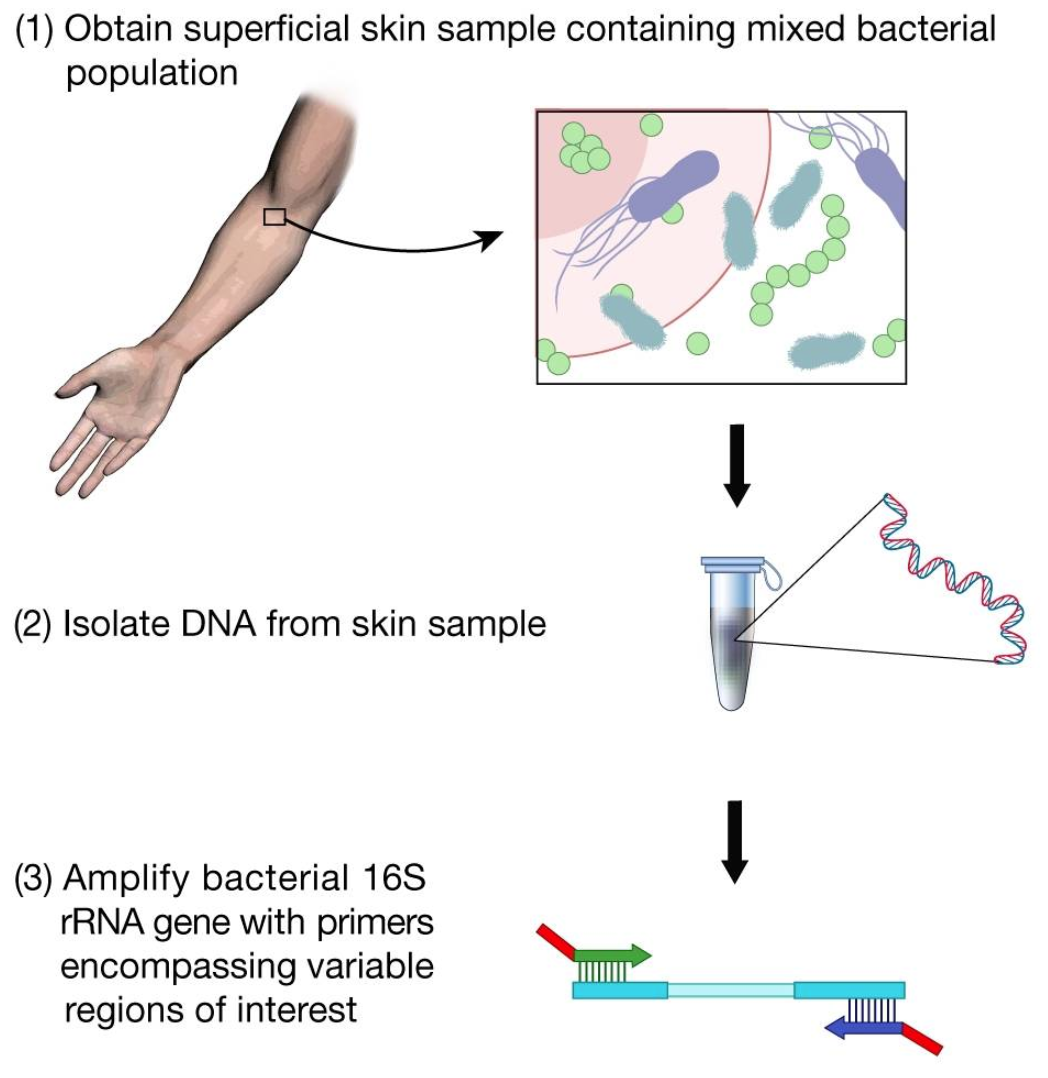 (1) Obtain superficial skin sample containing mixed bacterial
population
(2) Isolate DNA from skin sample
(3) Amplify bacterial 16S
rRNA gene with primers
encompassing variable
regions of interest